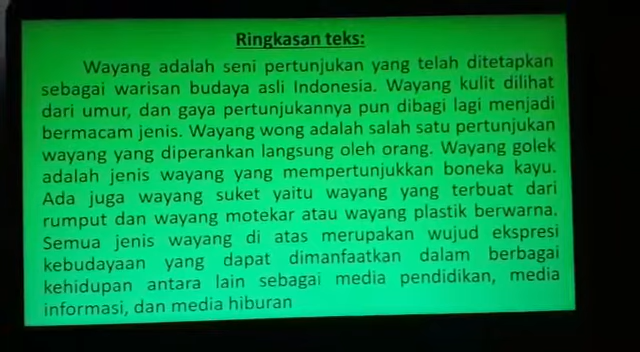 Ringkasan teks:
Wayang adalah seni pertunjukan yang telah ditetapkan
sebagai warisan budaya asli Indonesia. Wayang kulit dilihat
dari umur, dan gaya pertunjukannya pun dibagi lagi menjadi
bermacam jenis. Wayang wong adalah salah satu pertunjukan
wayang yang diperankan langsung oleh orang. Wayang golek
adalah jenis wayang yang mempertunjukkan boneka kayu.
Ada juga wayang suket yaitu wayang yang terbuat dari
rumput dan wayang motekar atau wayang plastik berwarna.
Semua jenis wayang di atas merupakan wujud ekspresi
kebudayaan yang dapat dimanfaatkan dalam berbagai
kehidupan antara lain sebagai media pendidikan, media
informasi, dan media hiburan